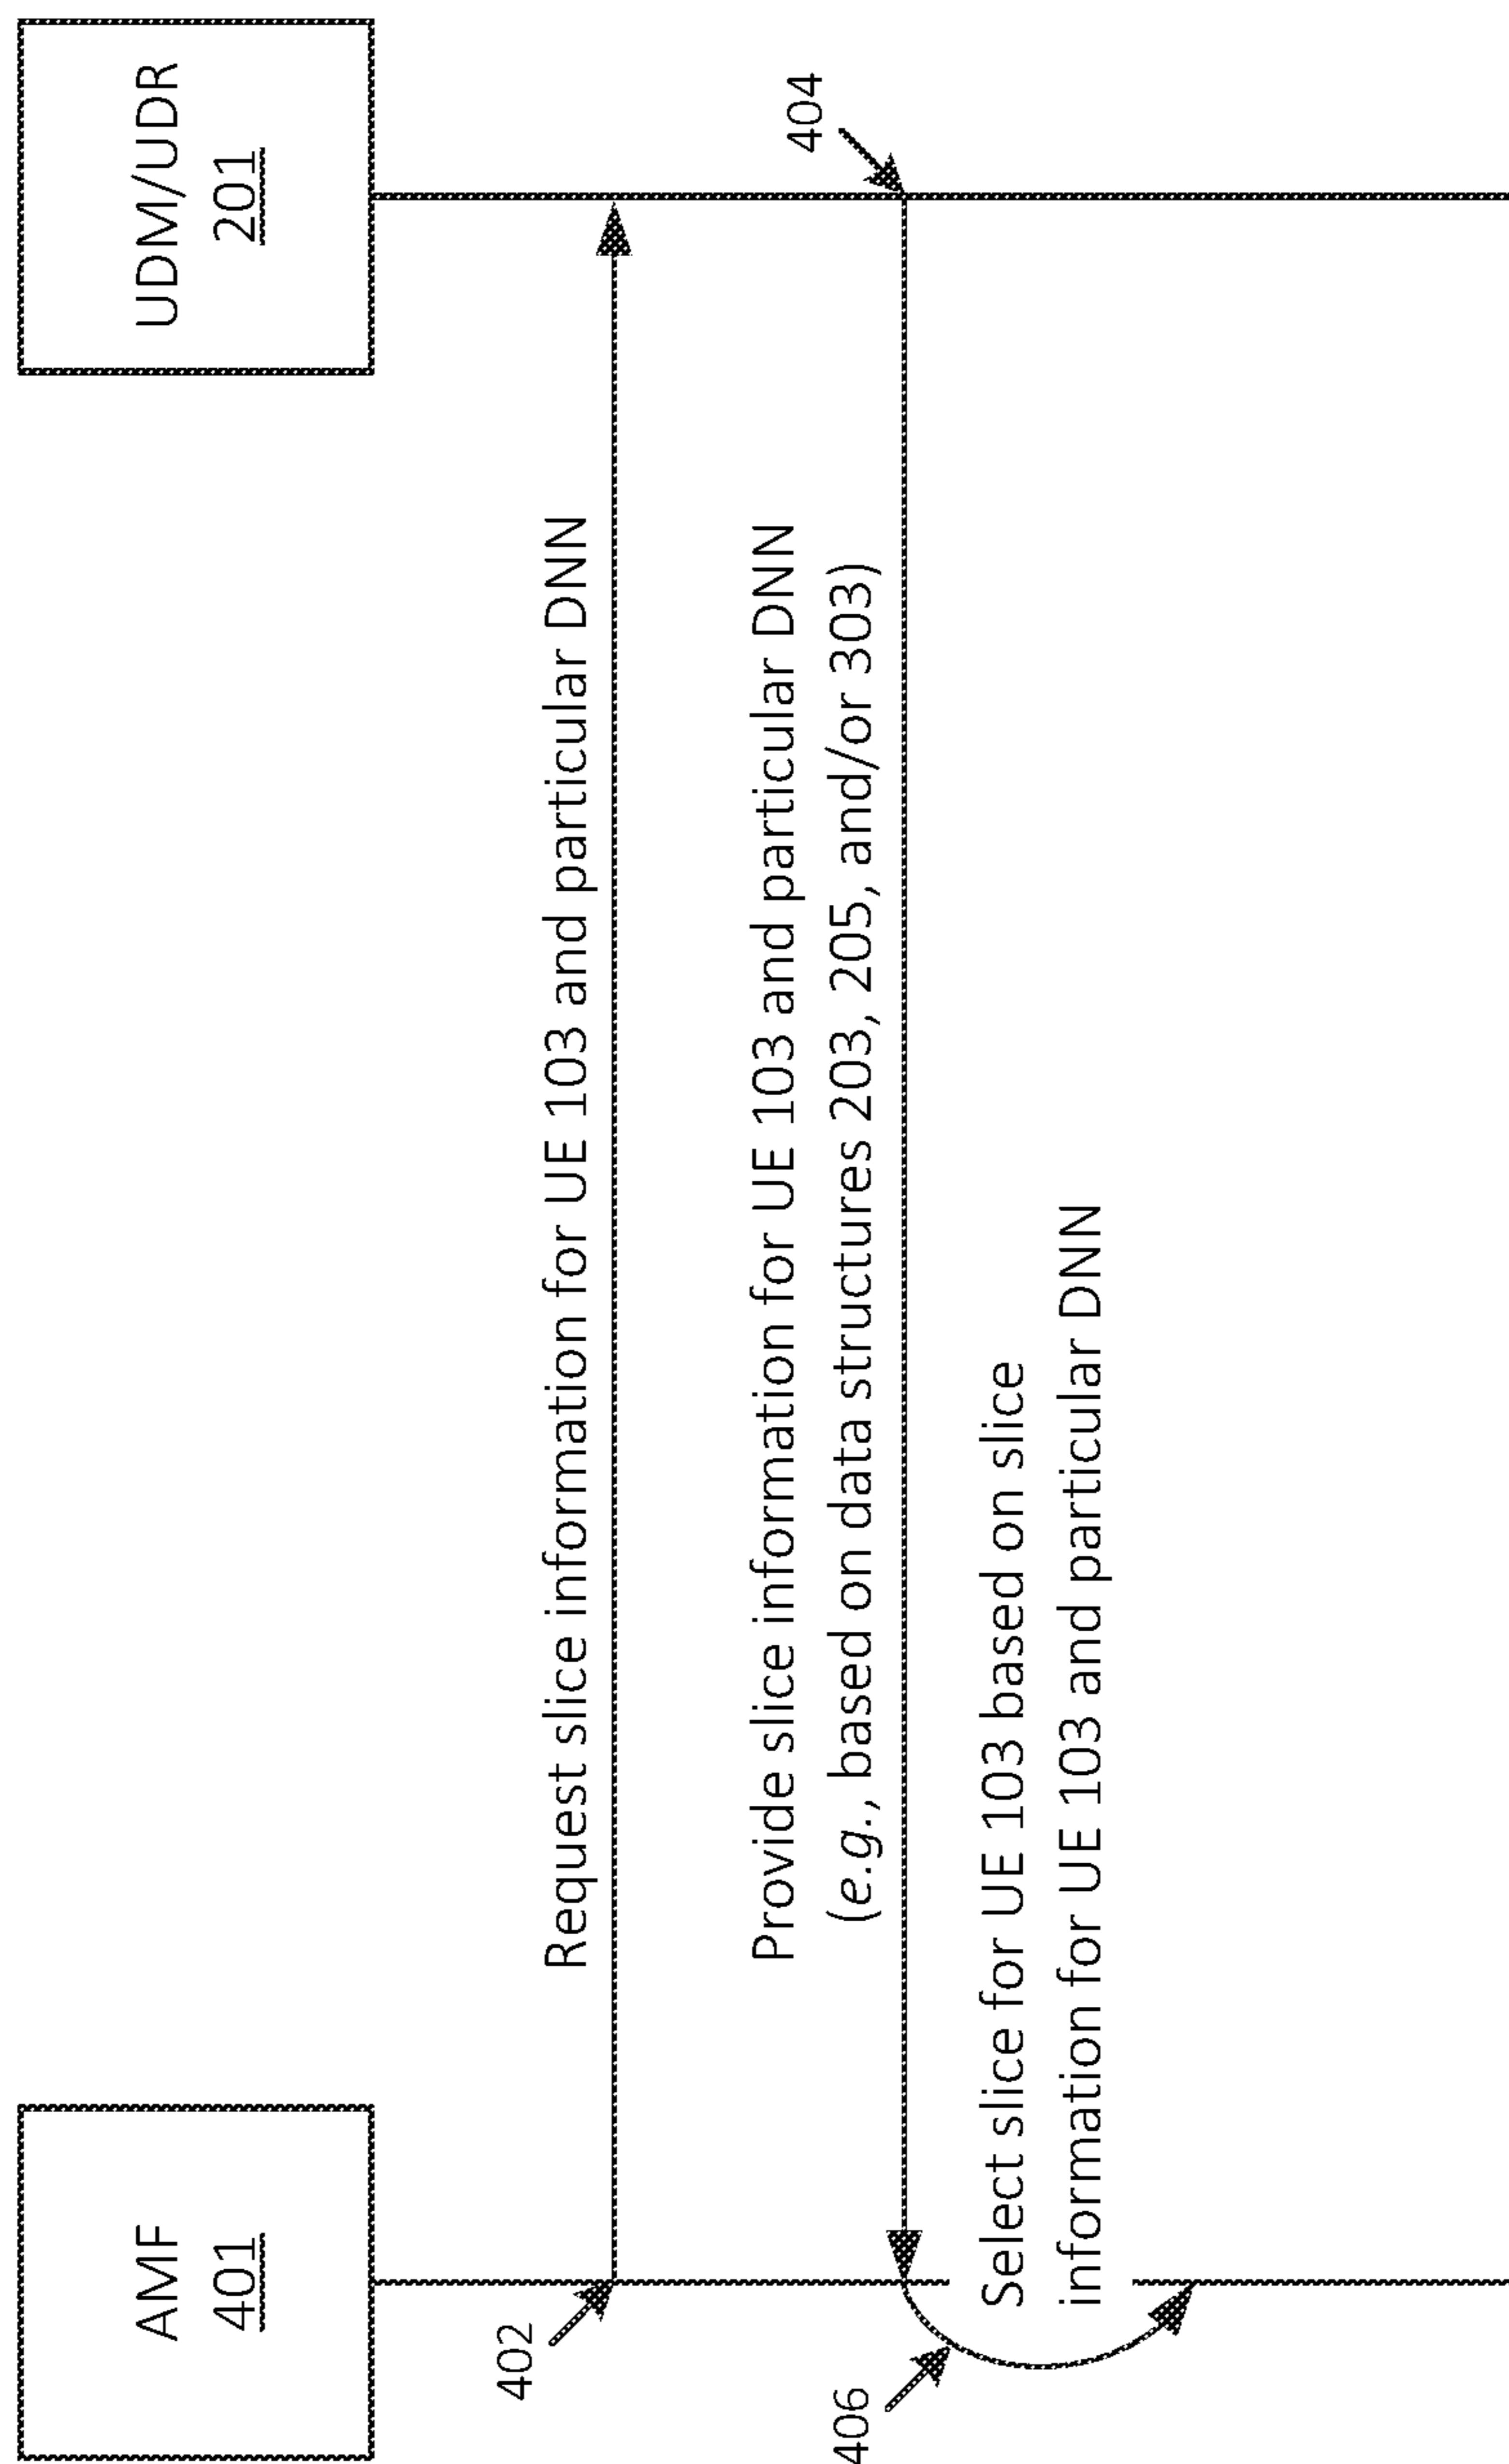 AMF
401
UDM/UDR
201
402
Request slice information for UE 103 and particular DNN
404
Provide slice information for UE 103 and particular DNN
(e.g., based on data structures 203, 205, and/or 303)
406
Select slice for UE 103 based on slice
information for UE 103 and particular DNN